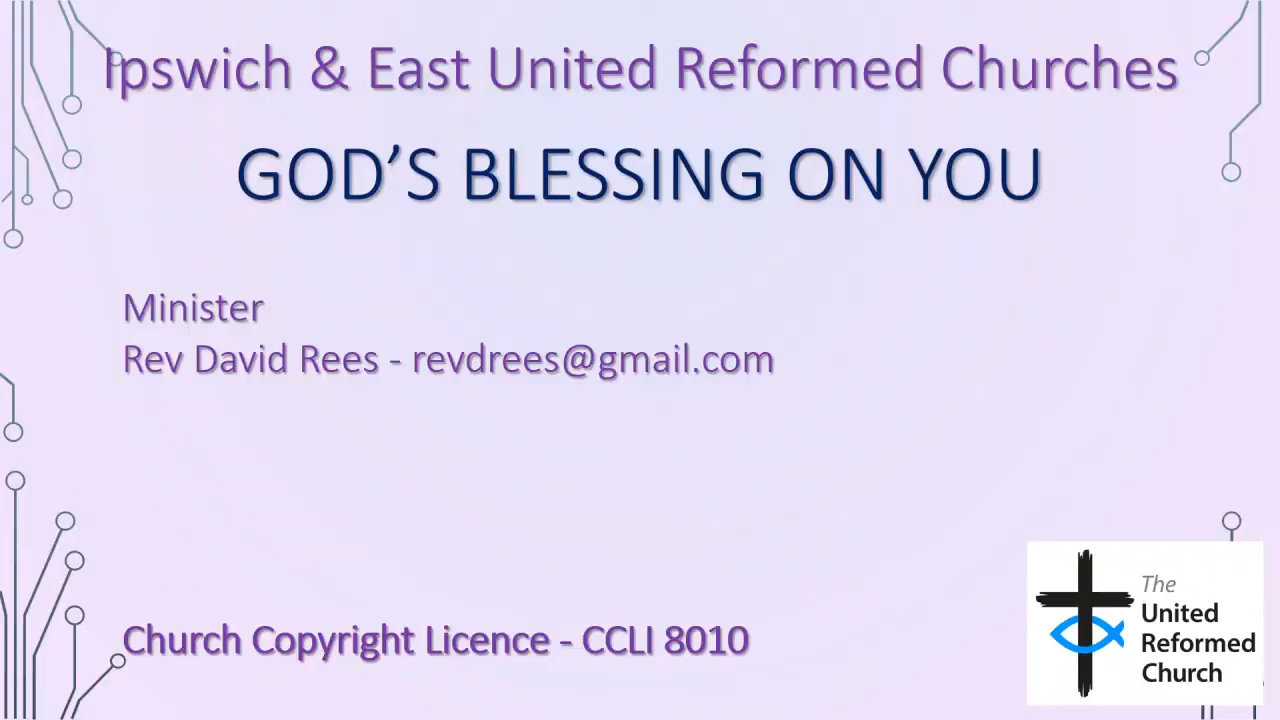 Ipswich & East United Reformed Churches
GOD’S BLESSING ON YOU
Minister
Rev David Rees - revdrees@gmail.com
Church Copyright Licence - CCLI 8010
The
United
Reformed
Church